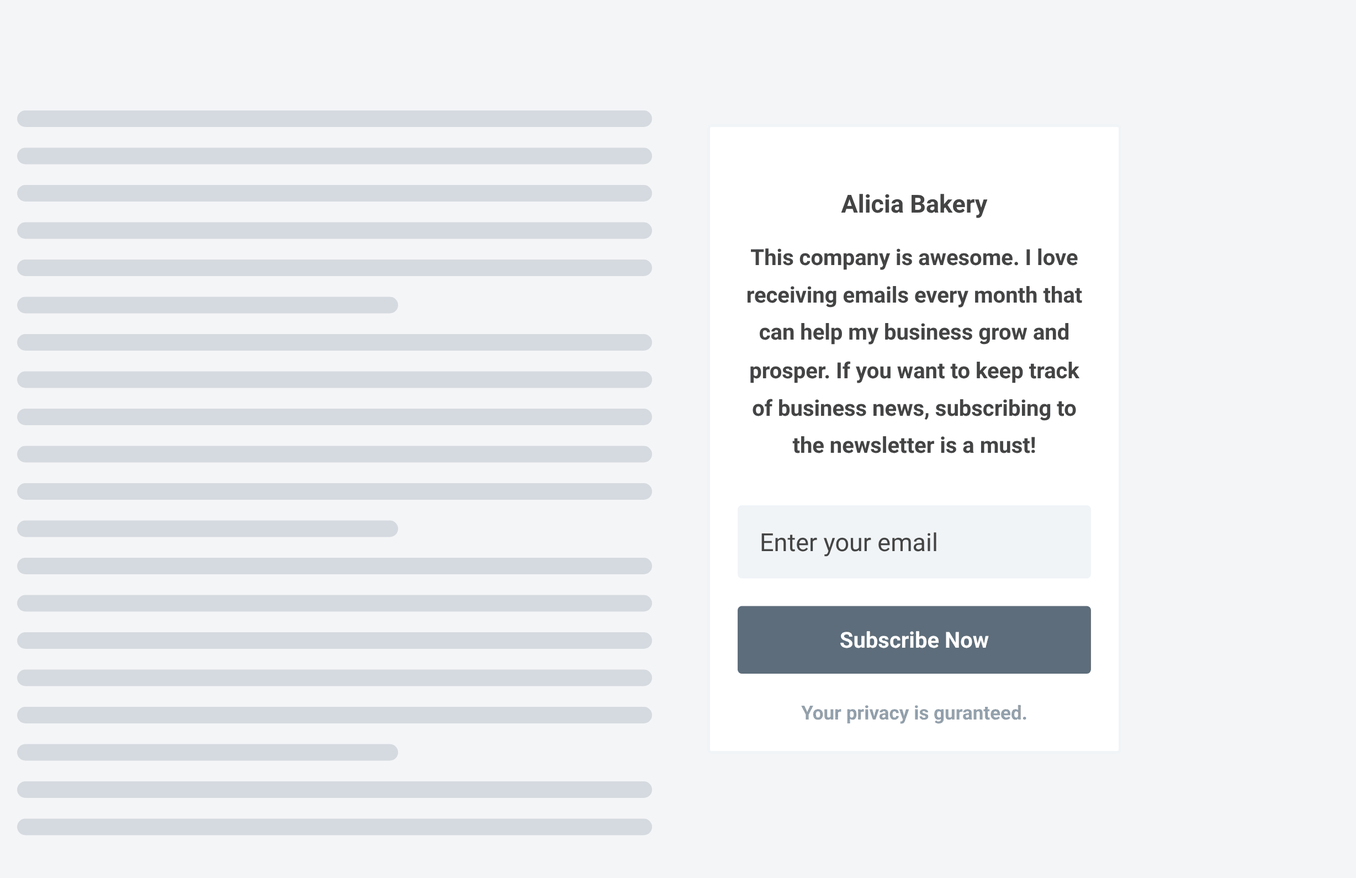 Alicia Bakery
This company is awesome. I love
receiving emails every month that
can help my business grow and
prosper. If you want to keep track
of business news, subscribing to
the newsletter is a must!
Enter your email
Subscribe Now
Your privacy is guranteed.